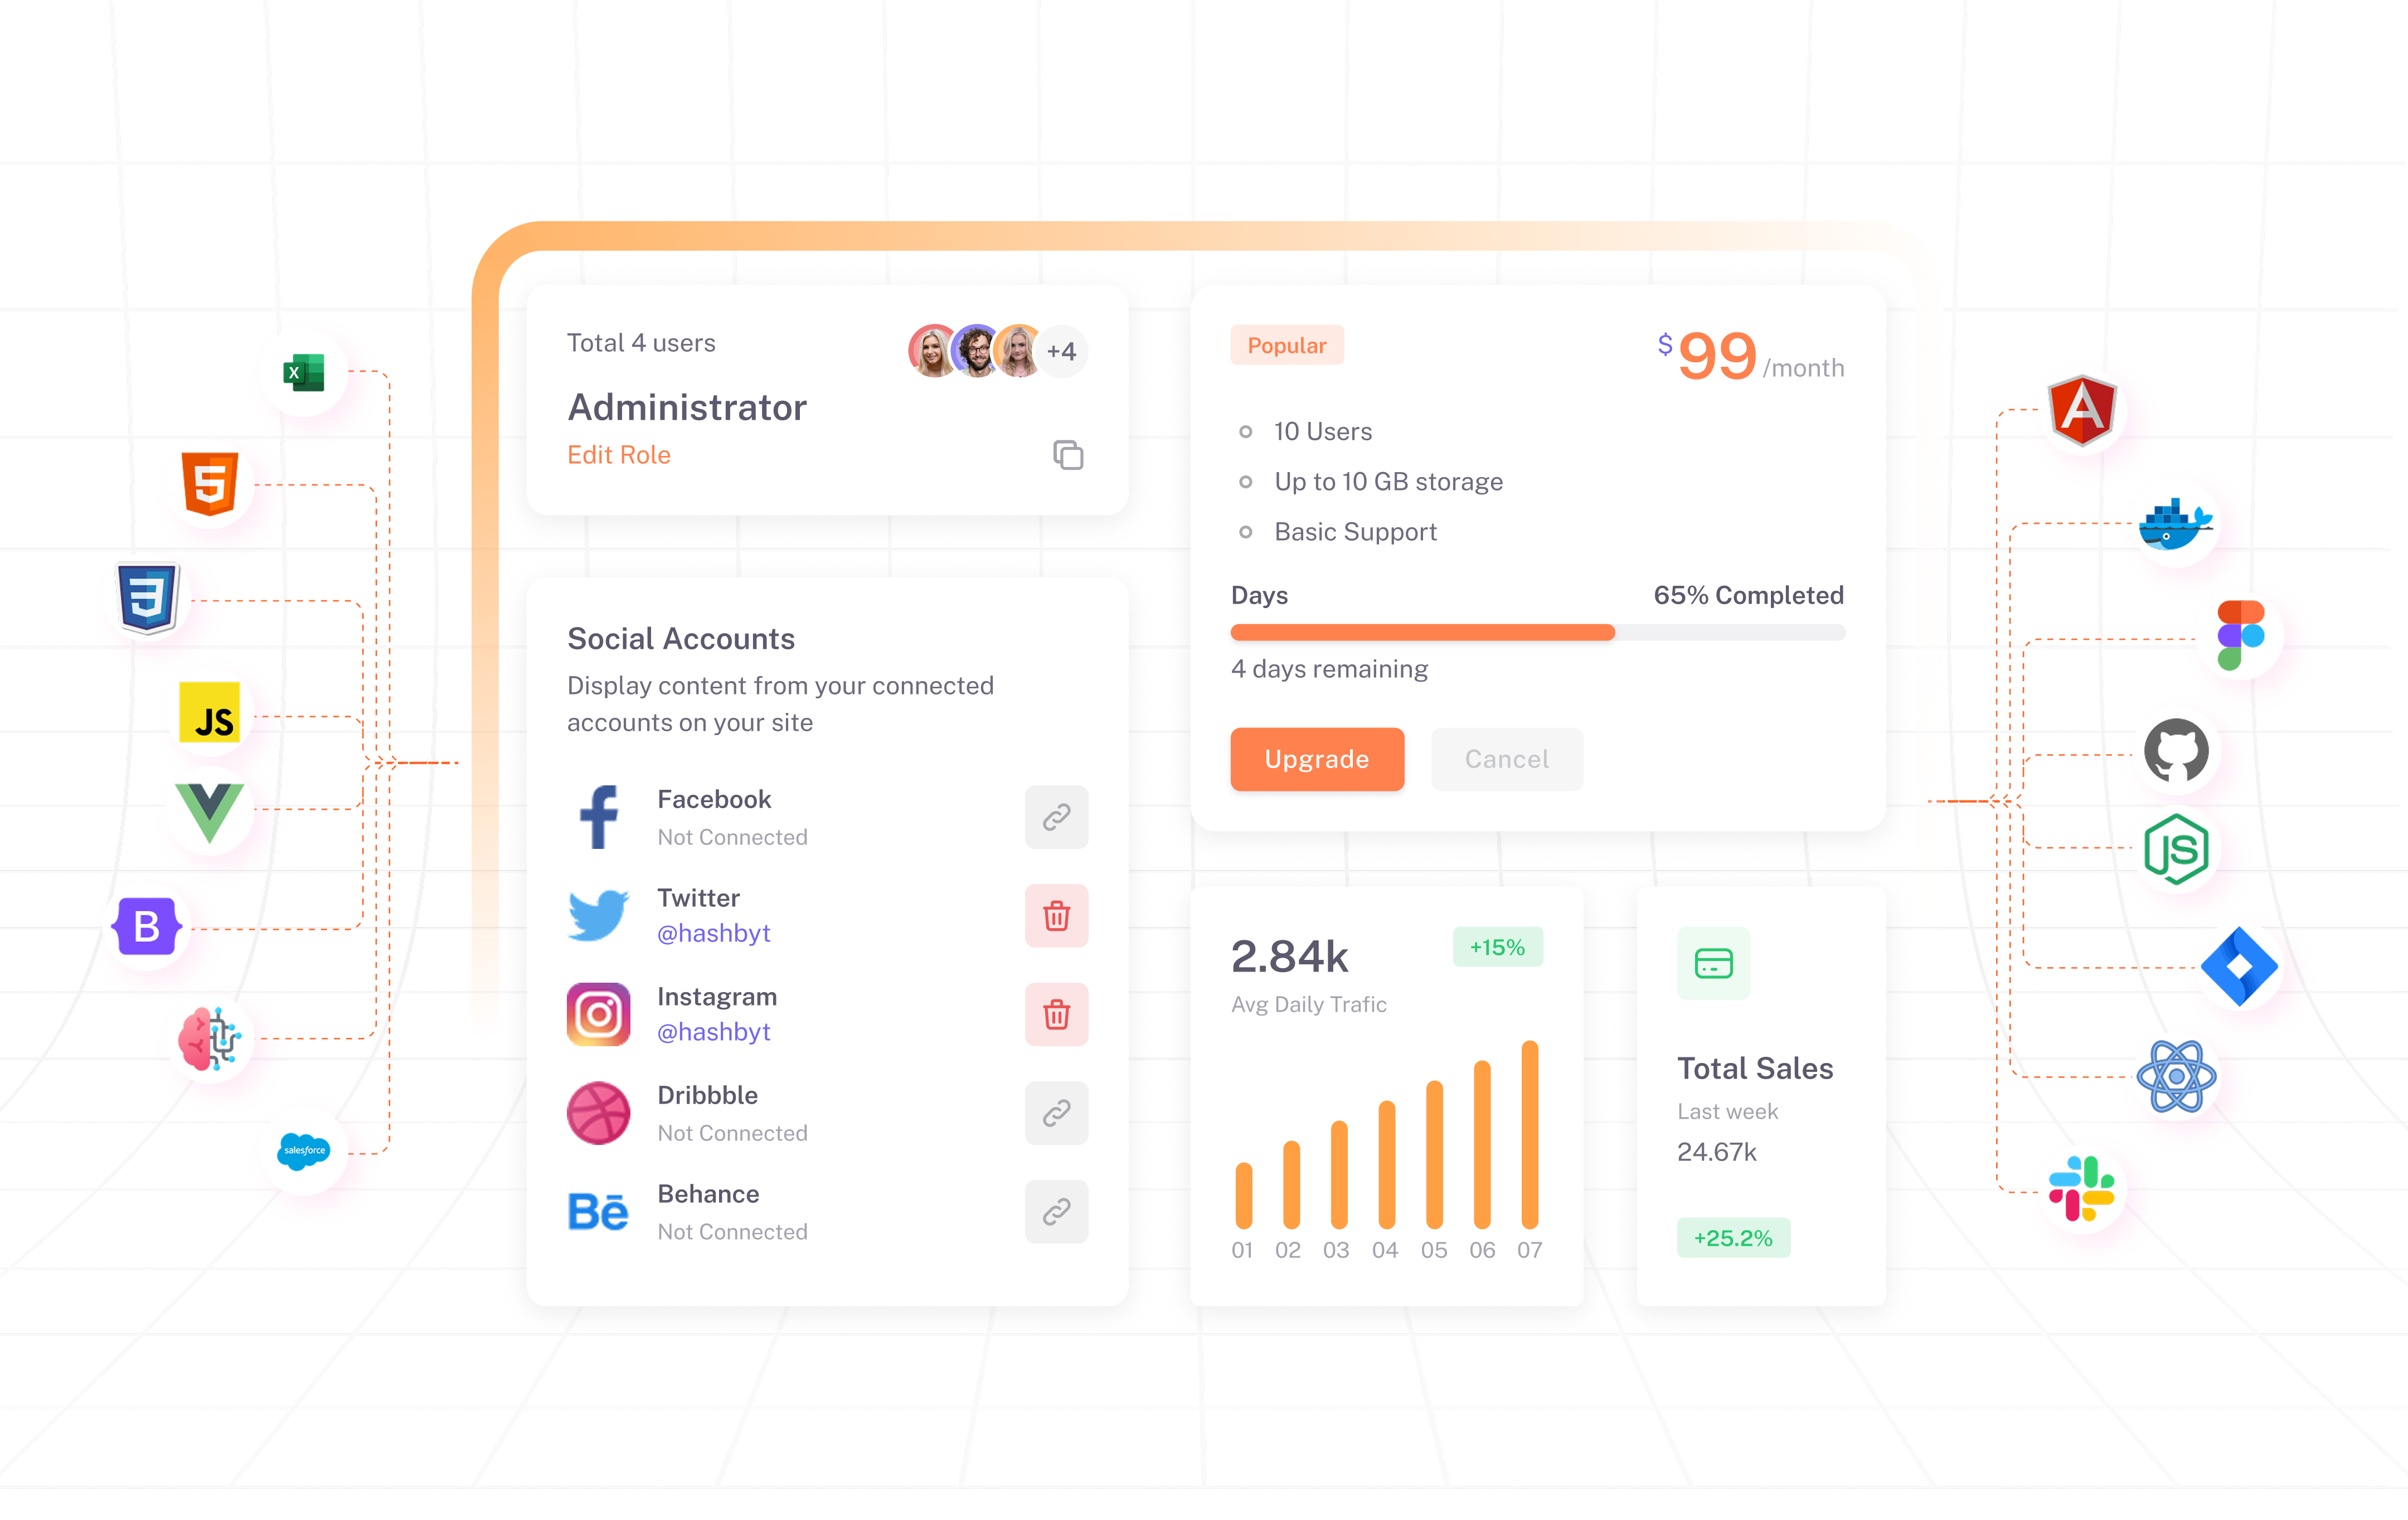 X
5
3
JS
B
salesforce
Total 4 users
+4
Administrator
Edit Role
Social Accounts
Display content from your connected
accounts on your site
Facebook
Not Connected
Twitter
@hashbyt
Instagram
@hashbyt
Dribbble
Not Connected
Bē
Behance
Not Connected
Popular
$99/month
10 Users
Up to 10 GB storage
Basic Support
Days
65% Completed
4 days remaining
Upgrade
Cancel
2.84k
+15%
Avg Daily Trafic
01 02 03 04 05 06 07
Total Sales
Last week
24.67k
+25.2%
A
JS